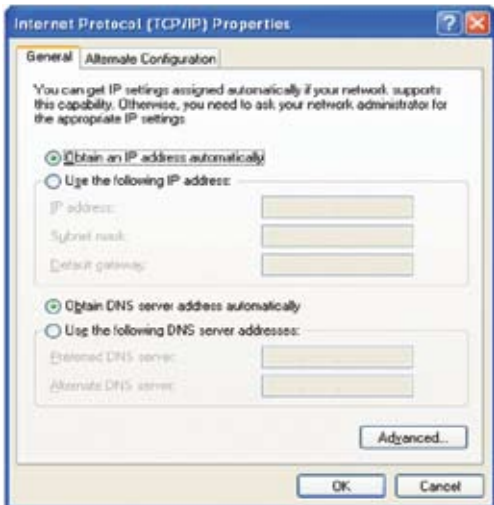 Internet Protocol (TCP/IP) Properties
General
Alternate Configuration
You can get IP settings assigned automatically if your network supports
this capability. Otherwise, you need to ask your network administrator for
the appropriate IP settings
Obtain an IP address automatically
Use the following IP address:
IP address:
Subnet mask:
Default gateway:
Obtain DNS server address automatically
Use the following DNS server addresses:
Preferred DNS server:
Alternate DNS server:
Advanced...
OK
Cancel